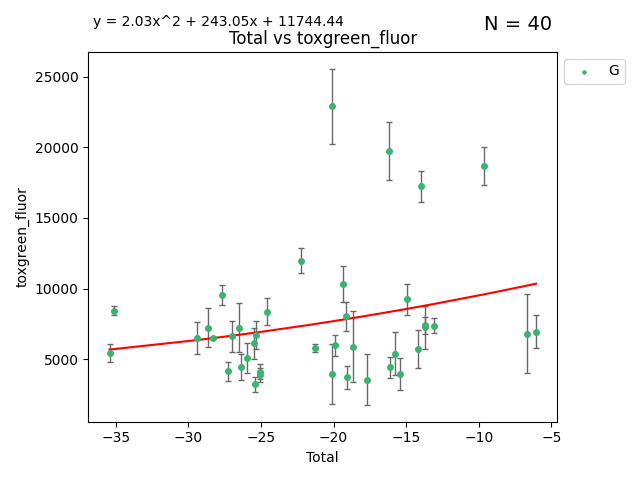 y = 2.03x^2 + 243.05x + 11744.44
N = 40
Total vs toxgreen_fluor
G
toxgreen_fluor
25000
20000
15000
10000
5000
−35
−30
−25
−20
−15
−10
−5
Total